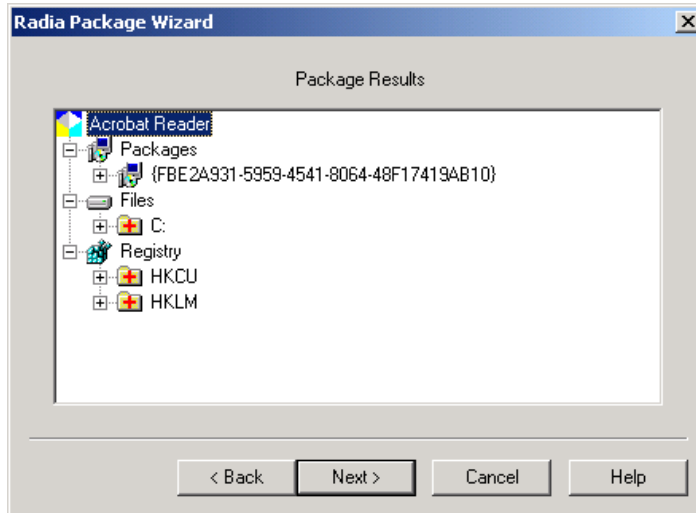 Radia Package Wizard
Package Results
Acrobat Reader
Packages
{FBE2A931-5959-4541-8064-48F17419AB10}
Files
C:
Registry
HKCU
HKLM
< Back Next > Cancel Help